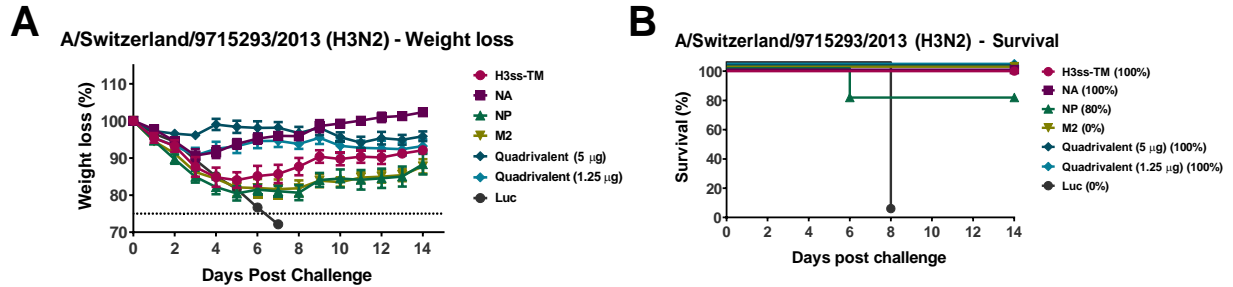 A
A/Switzerland/9715293/2013 (H3N2) - Weight loss
Weight loss (%)
110
100
90
80
70
0 2 4 6 8 10 12 14
Days Post Challenge
H3ss-TM
NA
NP
M2
Quadrivalent (5 μg)
Quadrivalent (1.25 μg)
Luc
B
A/Switzerland/9715293/2013 (H3N2) - Survival
Survival (%)
100
80
60
40
20
0
0 2 4 6 8 10 12 14
Days post challenge
H3ss-TM (100%)
NA (100%)
NP (80%)
M2 (0%)
Quadrivalent (5 μg) (100%)
Quadrivalent (1.25 μg) (100%)
Luc (0%)